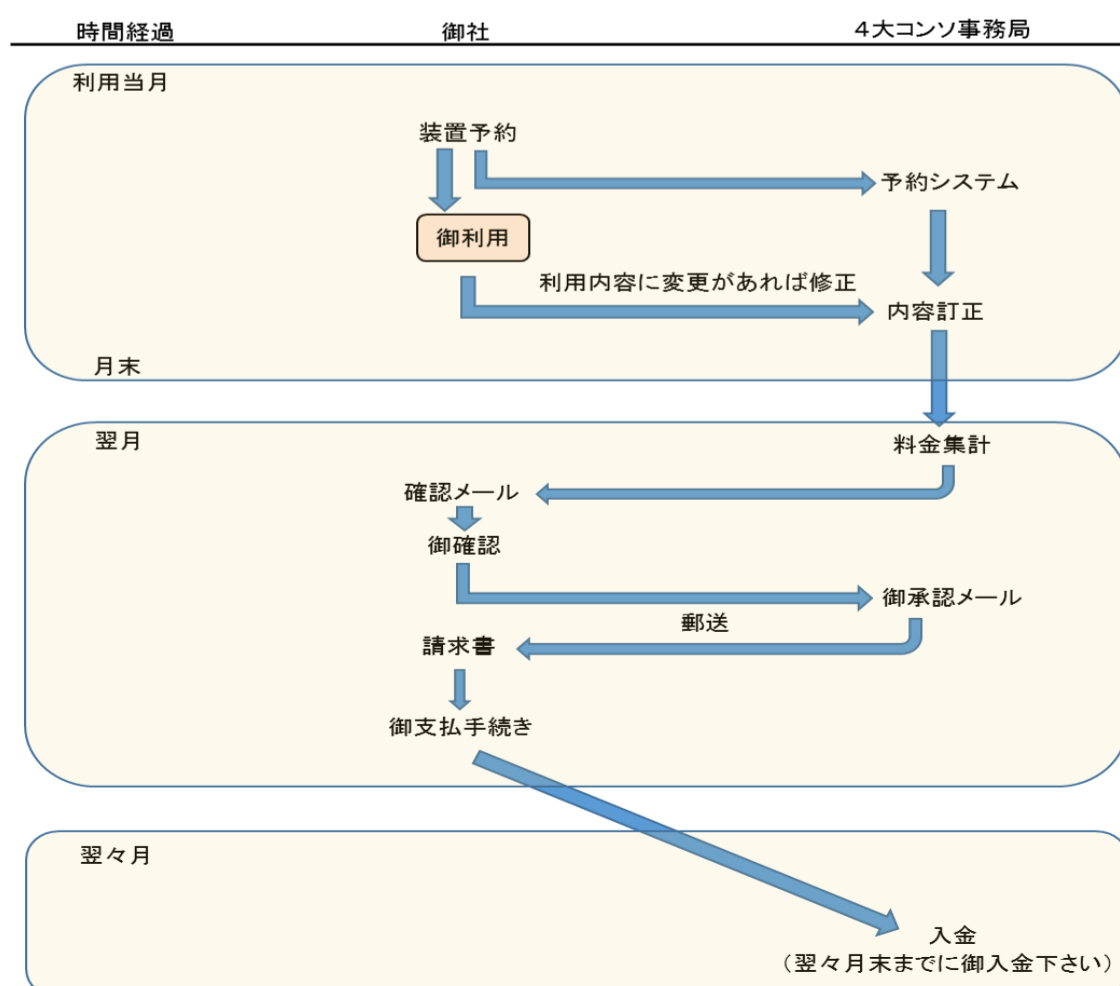 時間経過 御社 4大コンソ事務局
利用当月
装置予約
予約システム
御利用
利用内容に変更があれば修正
内容訂正
月末
翌月
料金集計
確認メール
御確認
御承認メール
郵送
請求書
御支払手続き
翌々月
入金
（翌々月末までに御入金下さい）